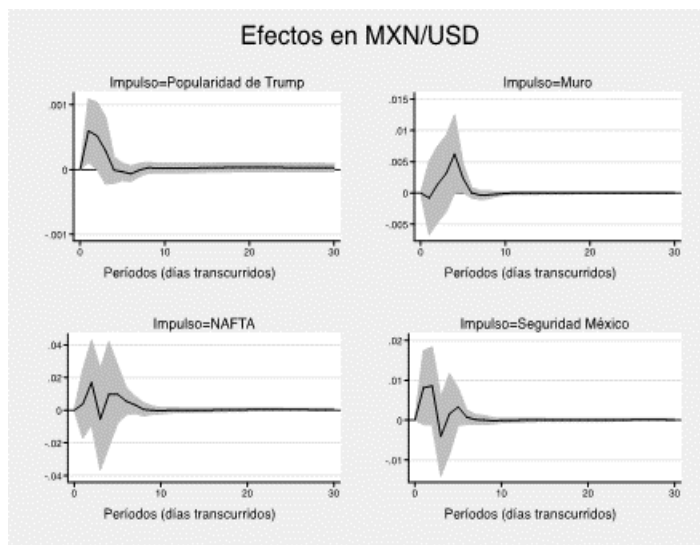 Efectos en MXN/USD
Impulso=Popularidad de Trump
.001
0
-.001
0 10 20 30
Períodos (días transcurridos)
Impulso=Muro
.015
.01
.005
0
-.005
0 10 20 30
Períodos (días transcurridos)
Impulso=NAFTA
.04
.02
0
-.02
-.04
0 10 20 30
Períodos (días transcurridos)
Impulso=Seguridad México
.02
.01
0
-.01
0 10 20 30
Períodos (días transcurridos)